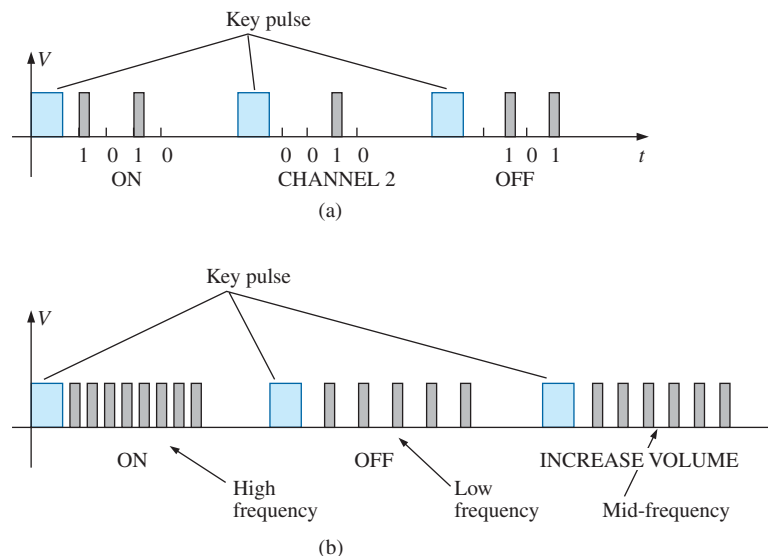 Key pulse
V
1 0 1 0 0 0 1 0 1 0 1 t
ON CHANNEL 2 OFF
(a)
Key pulse
V
ON OFF INCREASE VOLUME
High frequency
Low frequency
Mid-frequency
(b)